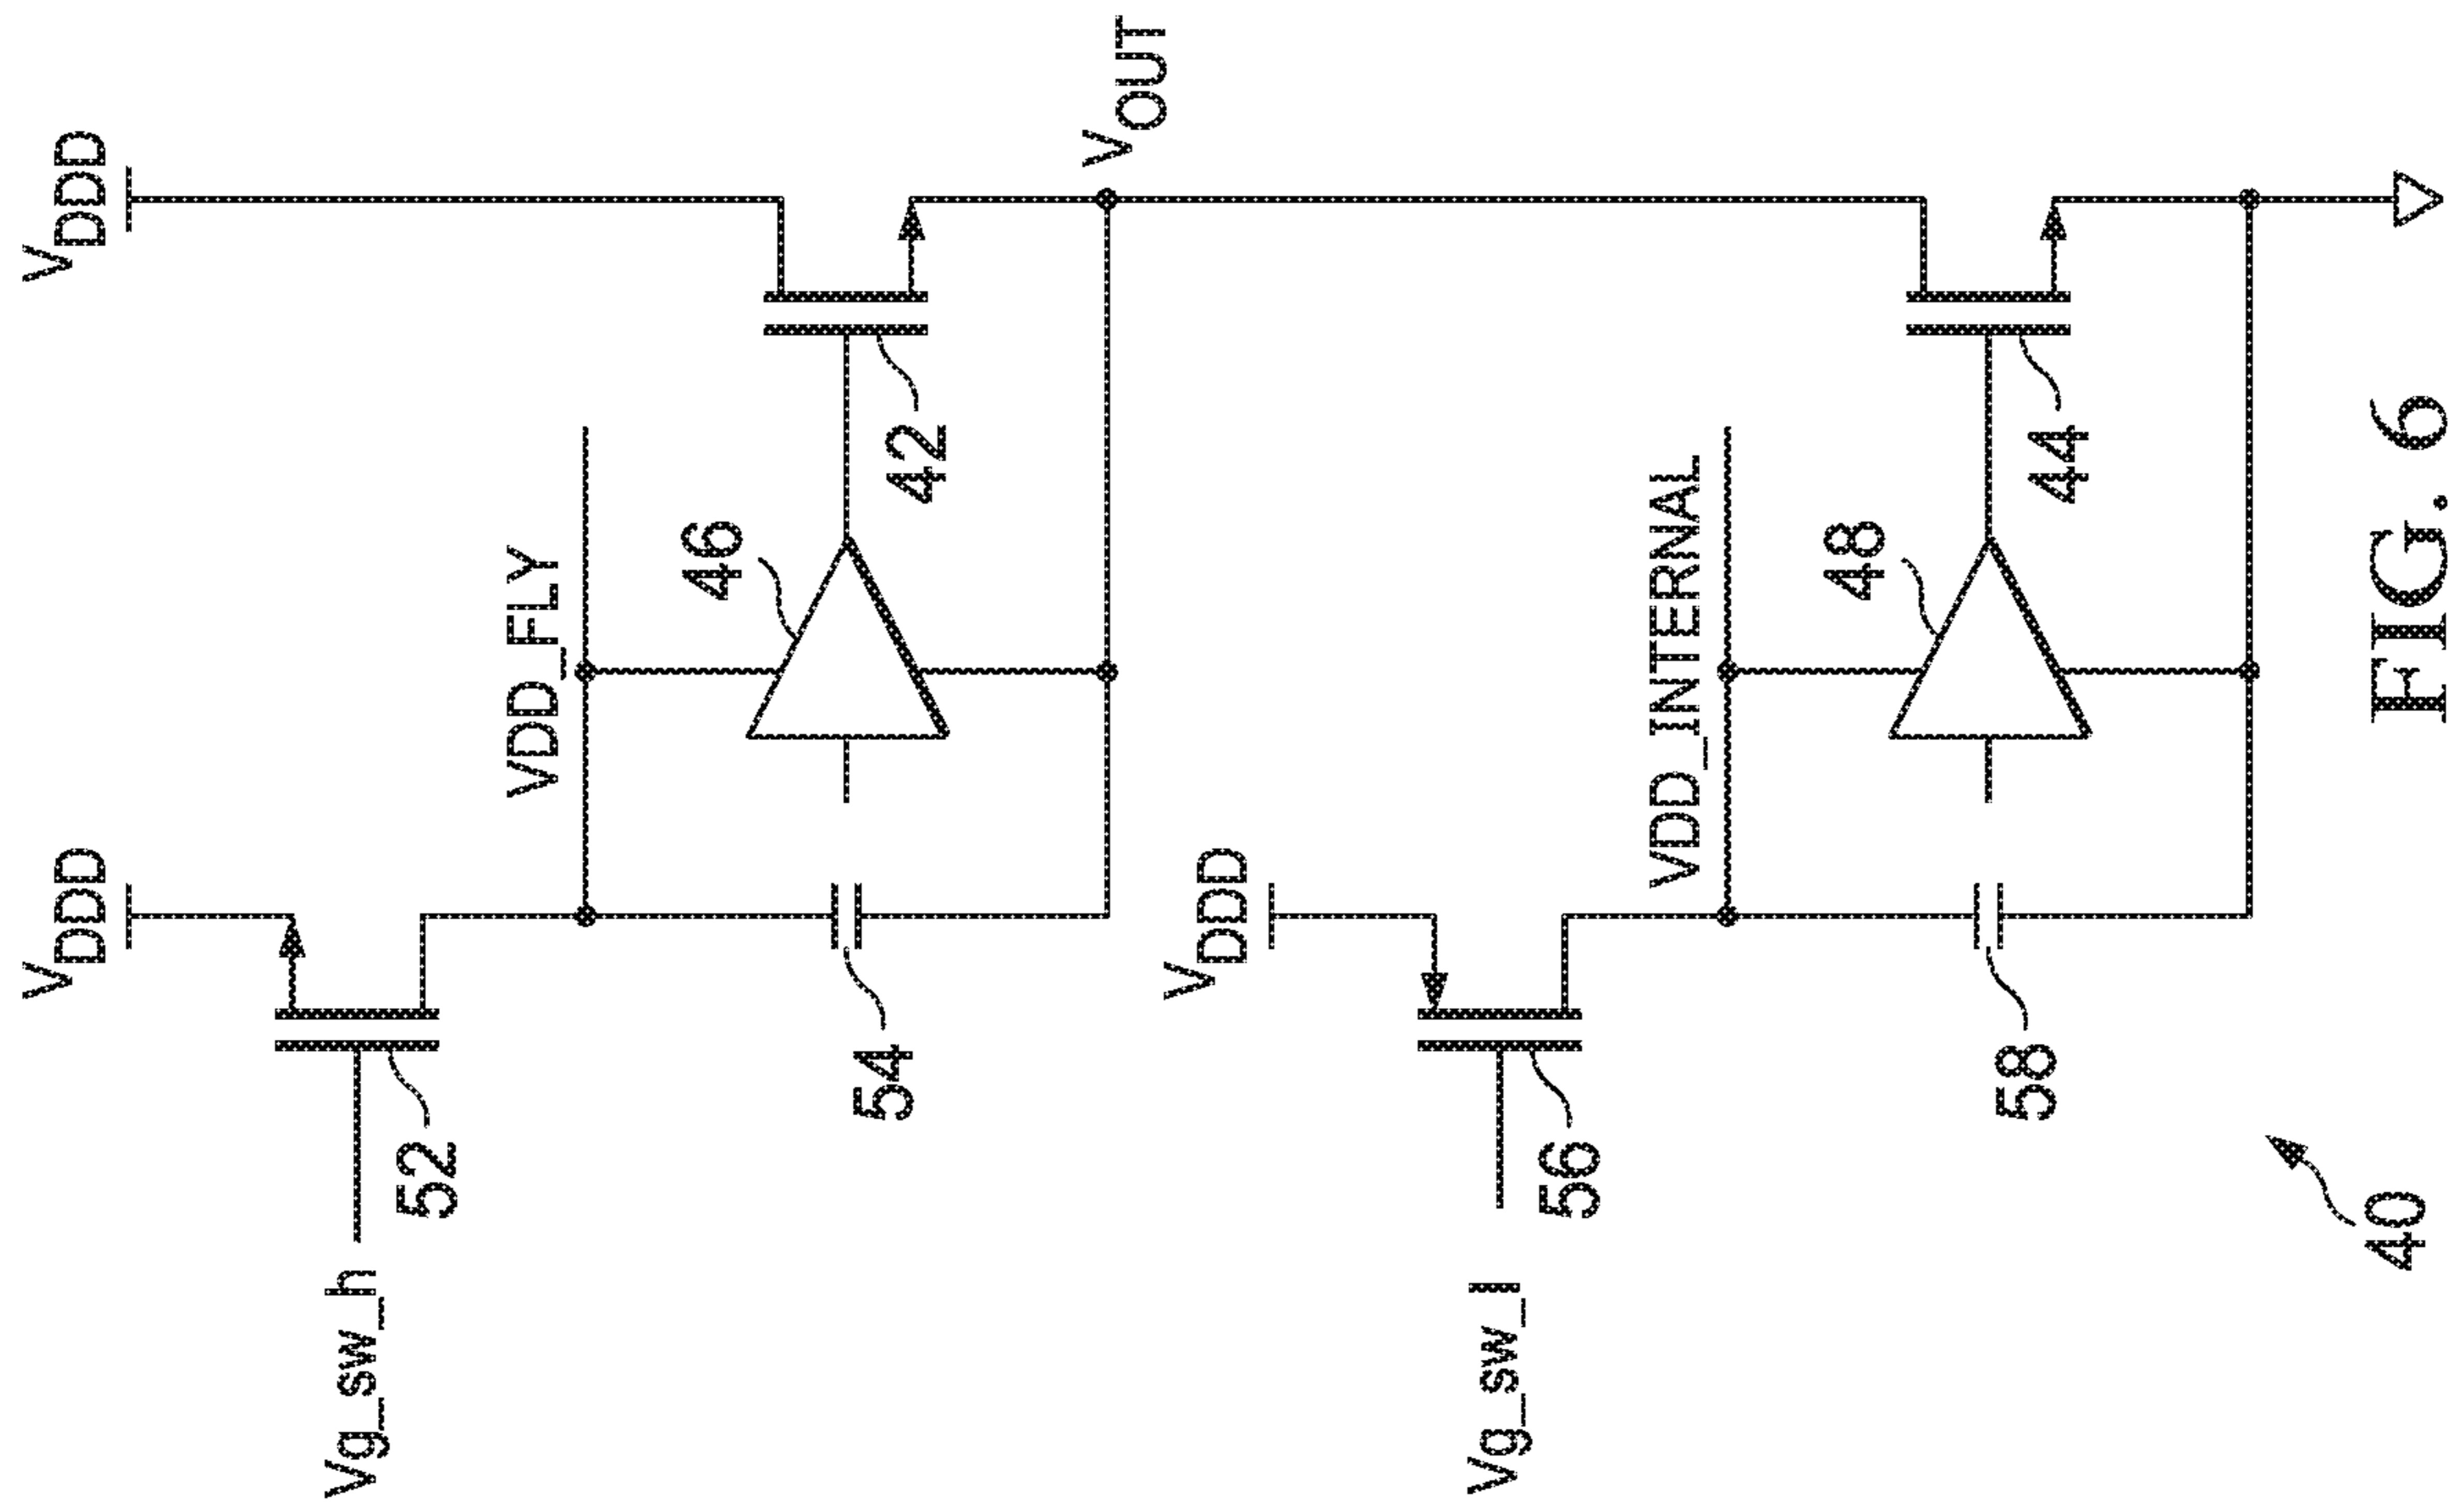 VDDD
VDDD
Vg_sw_h
52
VDD_FLY
46
54
42
VOUT
VDDD
Vg_sw_l
56
VDD_INTERNAL
48
58
44
40
FIG. 6